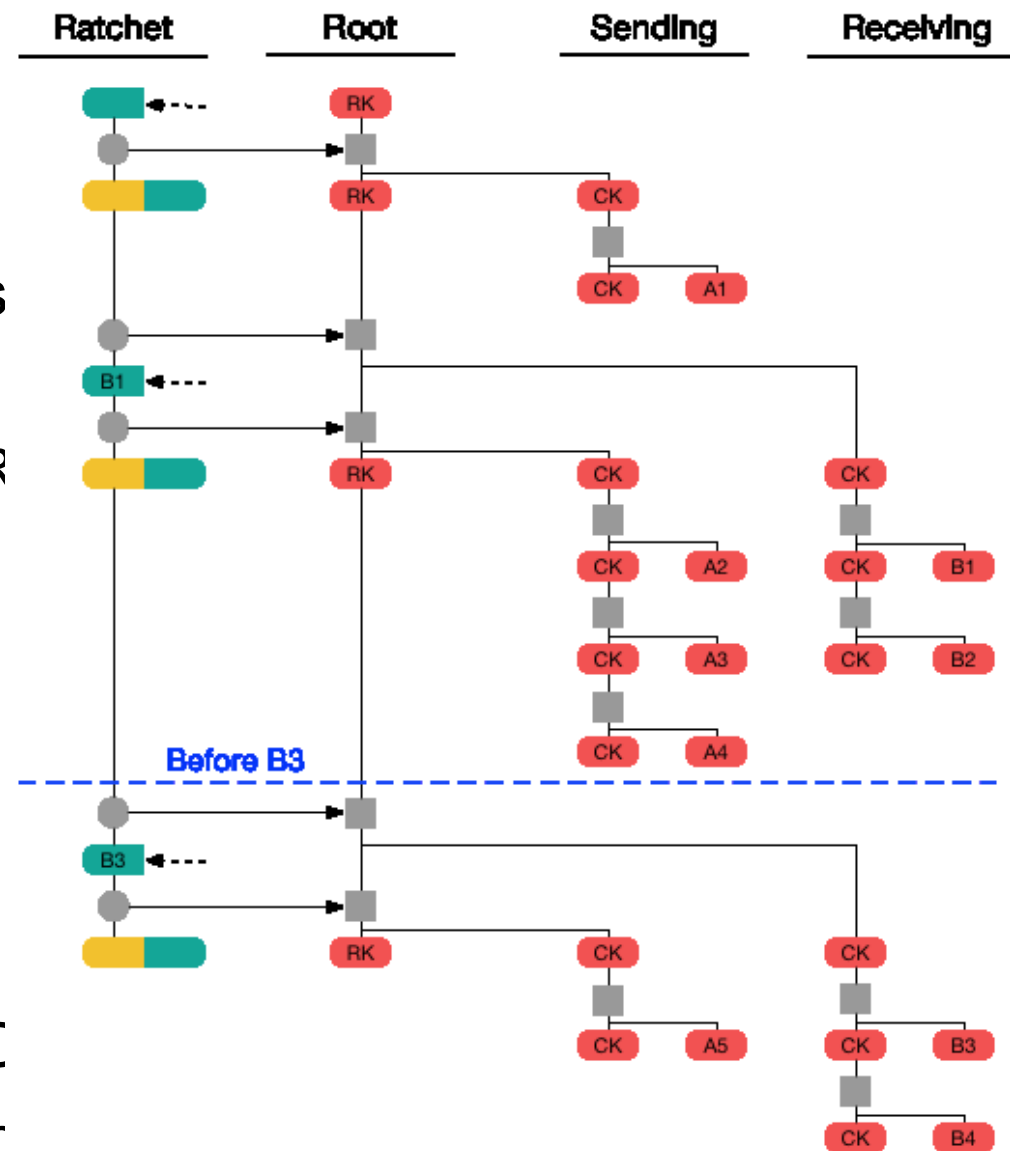 Ratchet Root Sending Receiving
RK
RK CK
CK A1
B1
RK CK CK
CK A2 CK B1
CK A3 CK B2
CK A4
Before B3
B3
RK CK CK
CK A5 CK B3
CK B4